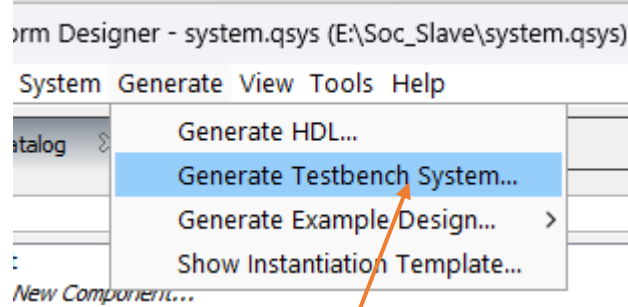 orm Designer - system.qsys (E:\Soc_Slave\system.qsys)
System Generate View Tools Help
atalog
Generate HDL...
Generate Testbench System...
Generate Example Design... >
Show Instantiation Template...
New Component...